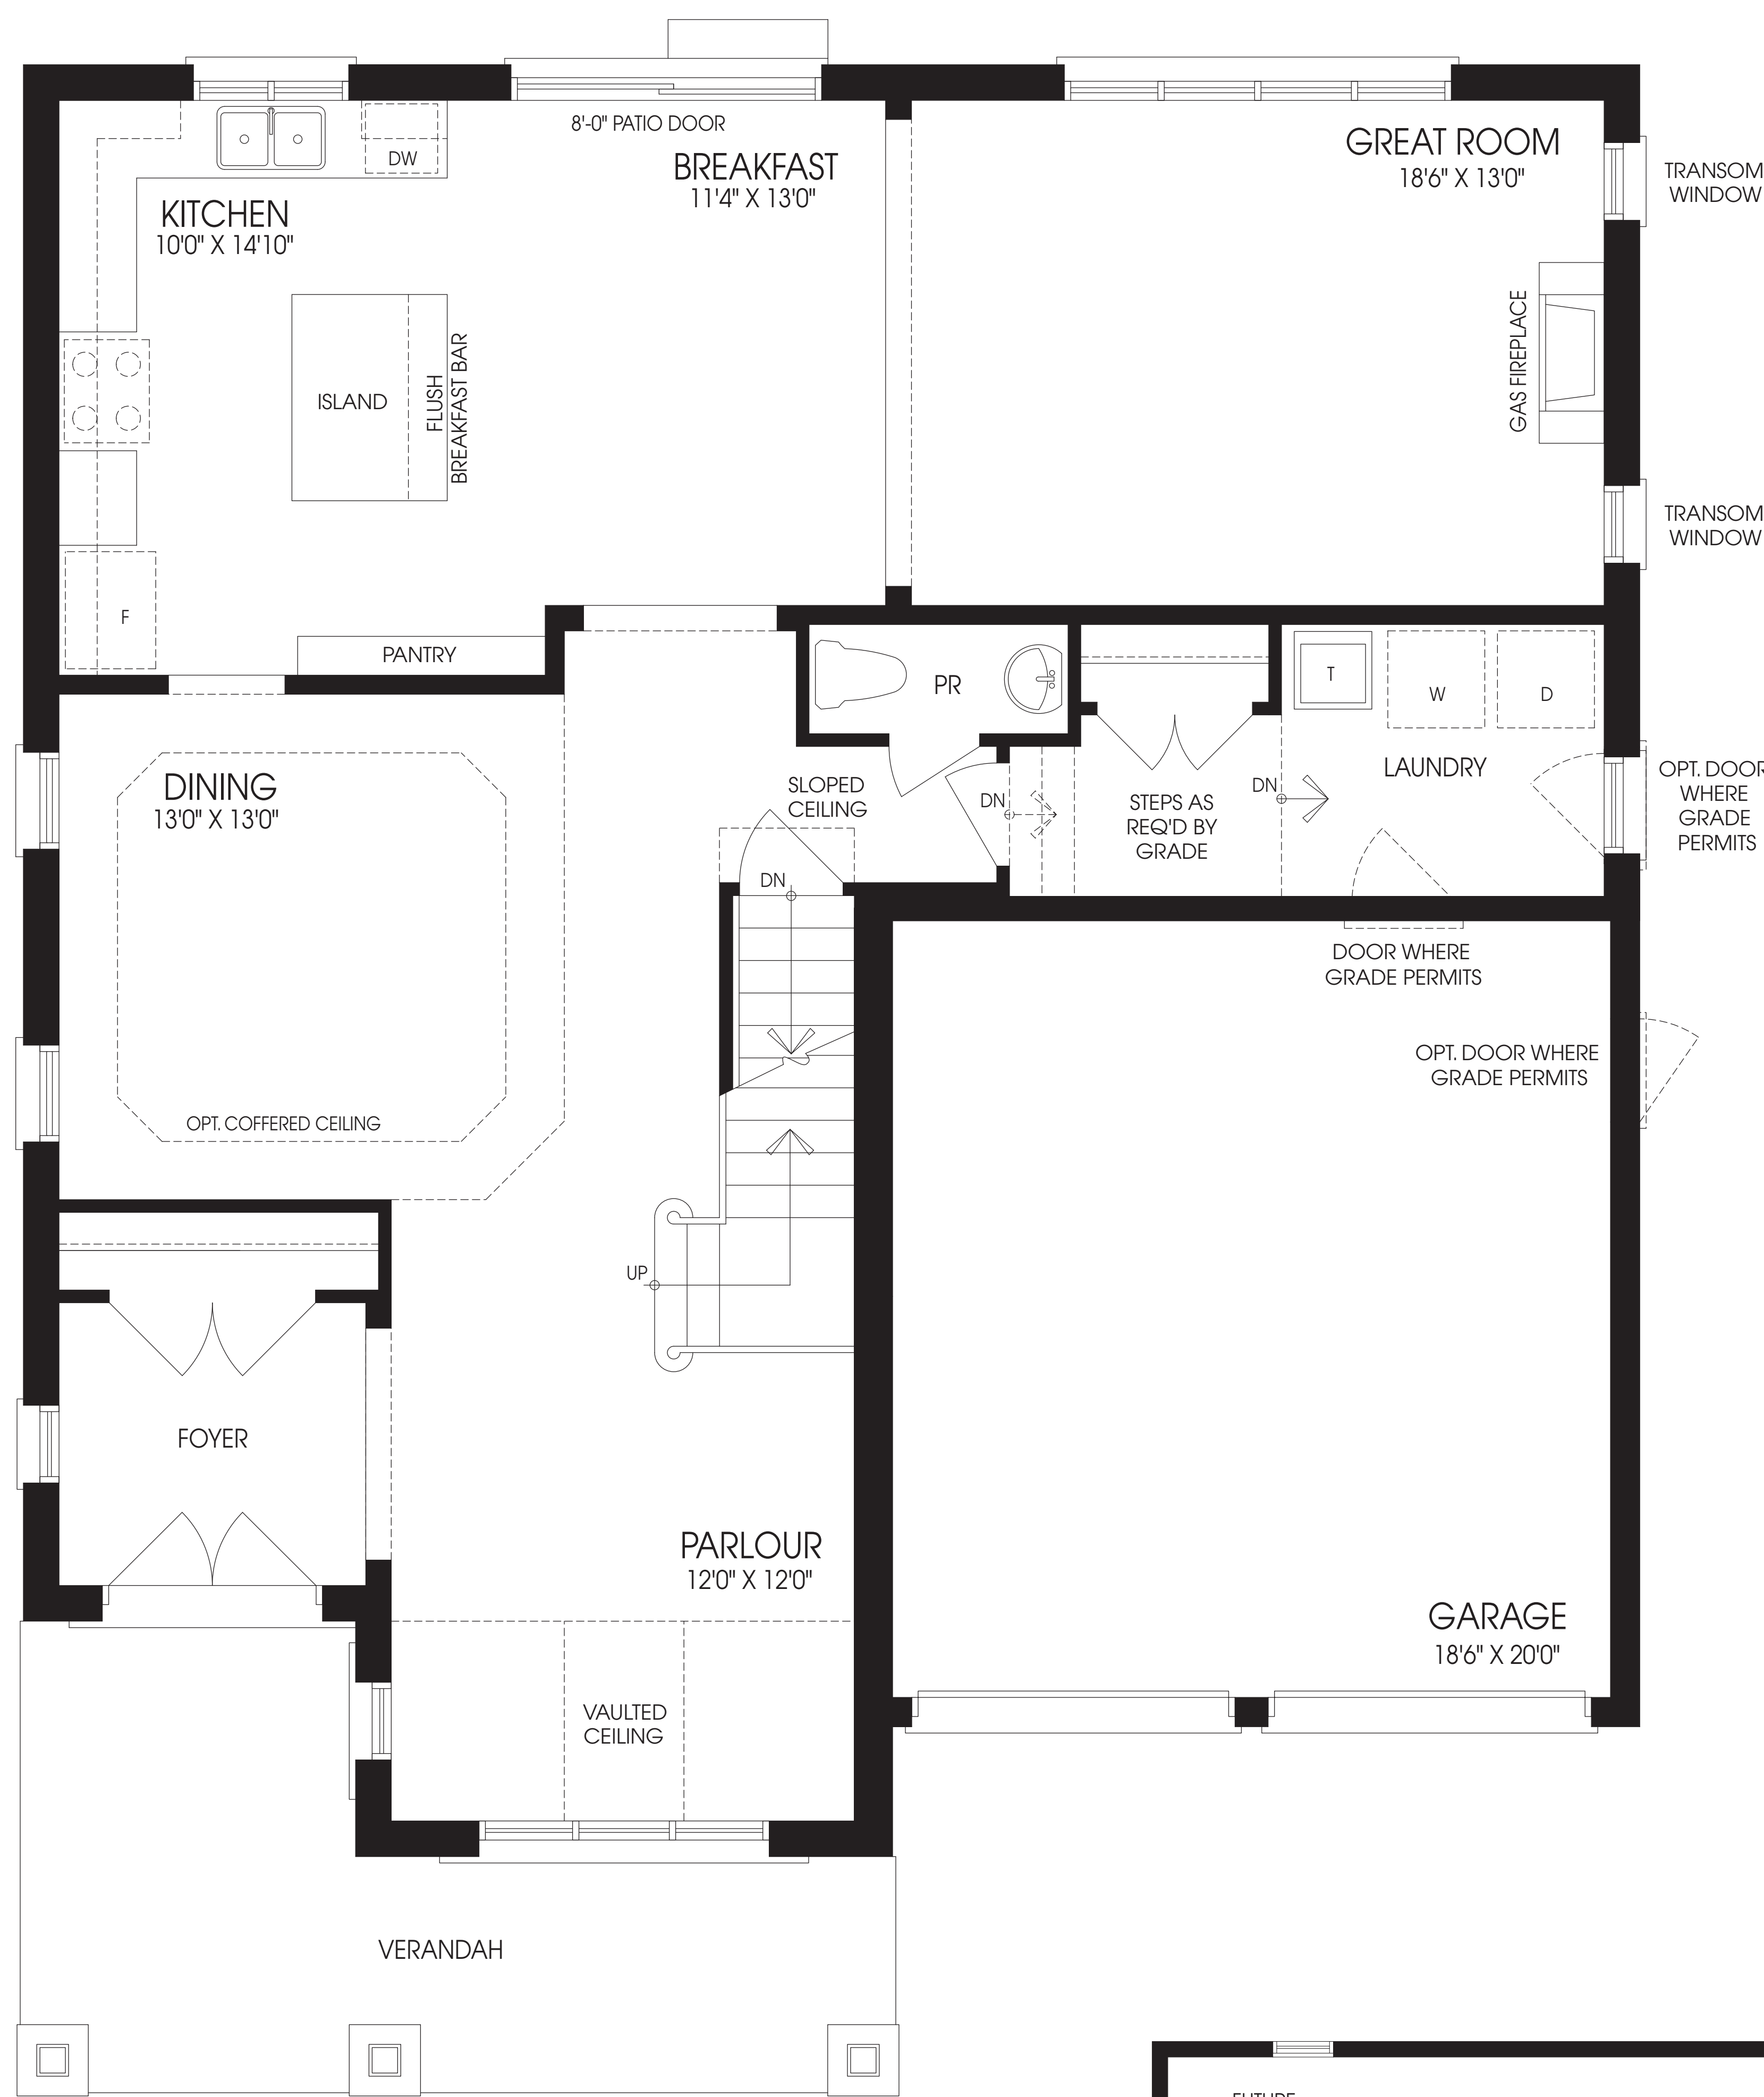 8'-0" PATIO DOOR
BREAKFAST
11'4" X 13'0"
GREAT ROOM
18'6" X 13'0"
TRANSOM
WINDOW
DW
KITCHEN
10'0" X 14'10"
ISLAND
FLUSH
BREAKFAST BAR
GAS FIREPLACE
TRANSOM
WINDOW
F
PANTRY
PR
T
W
D
LAUNDRY
DINING
13'0" X 13'0"
SLOPED
CEILING
DN
STEPS AS
REQ'D BY
GRADE
DN
OPT. DOOR
WHERE
GRADE
PERMITS
DN
DOOR WHERE
GRADE PERMITS
OPT. DOOR WHERE
GRADE PERMITS
OPT. COFFERED CEILING
UP
FOYER
PARLOUR
12'0" X 12'0"
GARAGE
18'6" X 20'0"
VAULTED
CEILING
VERANDAH